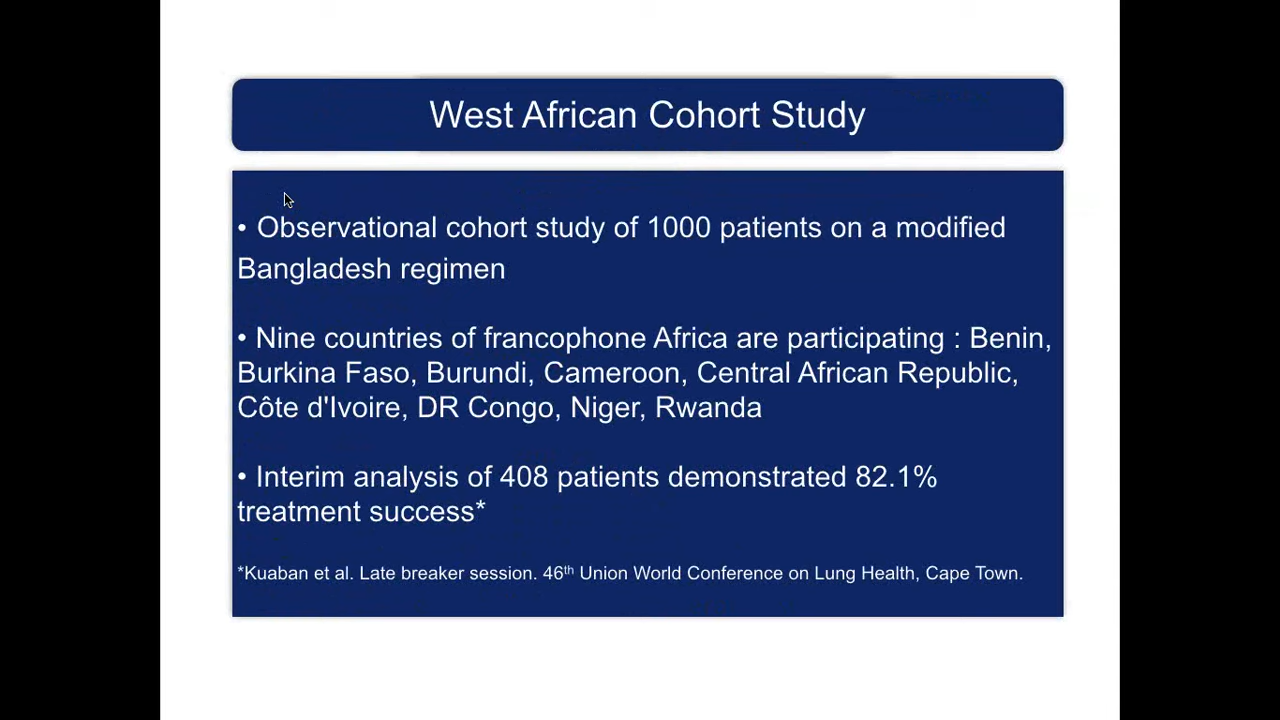 West African Cohort Study
• Observational cohort study of 1000 patients on a modified
Bangladesh regimen
• Nine countries of francophone Africa are participating : Benin,
Burkina Faso, Burundi, Cameroon, Central African Republic,
Côte d'Ivoire, DR Congo, Niger, Rwanda
• Interim analysis of 408 patients demonstrated 82.1%
treatment success*
*Kuaban et al. Late breaker session. 46th Union World Conference on Lung Health, Cape Town.